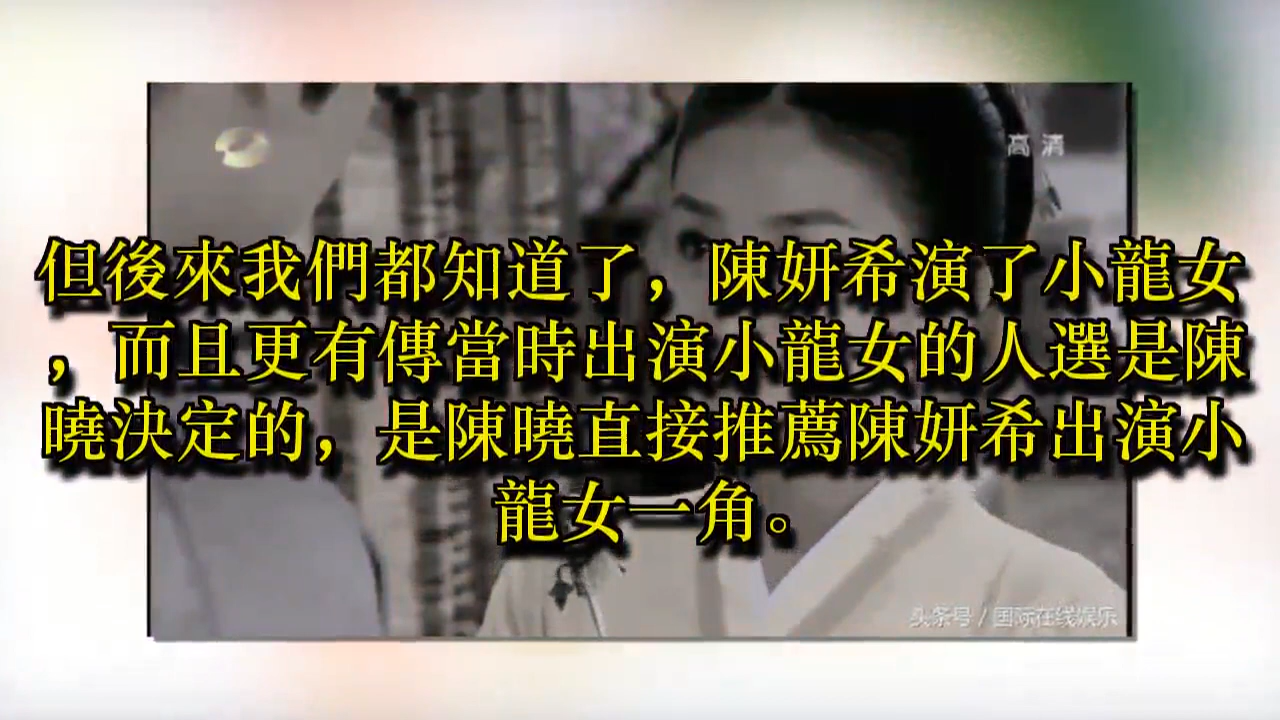 高清
但後來我們都知道了，陳妍希演了小龍女
，而且更有傳當時出演小龍女的人選是陳
曉決定的，是陳曉直接推薦陳妍希出演小
龍女一角。
头条号 / 国际在线娱乐